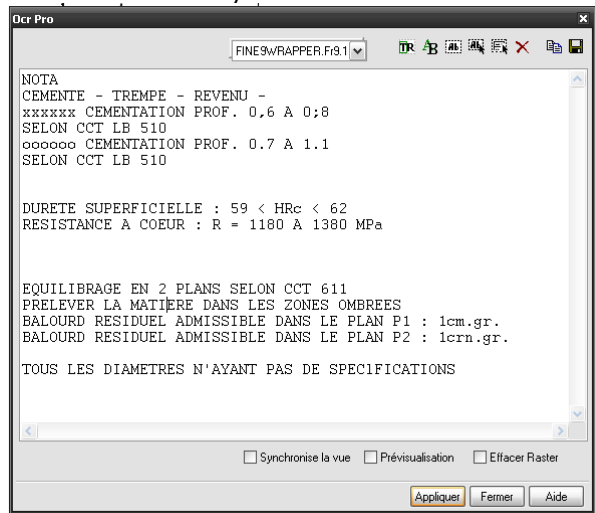 Ocr Pro
FINE9WRAPPER.Fr9.1
NOTA
CEMENTE - TREMPE - REVENU -
xxxxxx CEMENTATION PROF. 0,6 A 0;8
SELON CCT LB 510
oooooo CEMENTATION PROF. 0.7 A 1.1
SELON CCT LB 510
DURETE SUPERFICIELLE : 59 < HRc < 62
RESISTANCE A COEUR : R = 1180 A 1380 MPa
EQUILIBRAGE EN 2 PLANS SELON CCT 611
PRELEVER LA MATIERE DANS LES ZONES OMBREES
BALOURD RESIDUEL ADMISSIBLE DANS LE PLAN P1 : 1cm.gr.
BALOURD RESIDUEL ADMISSIBLE DANS LE PLAN P2 : 1crn.gr.
TOUS LES DIAMETRES N'AYANT PAS DE SPEC1FICATIONS
Synchronise la vue Prévisualisation Effacer Raster
Appliquer Fermer Aide